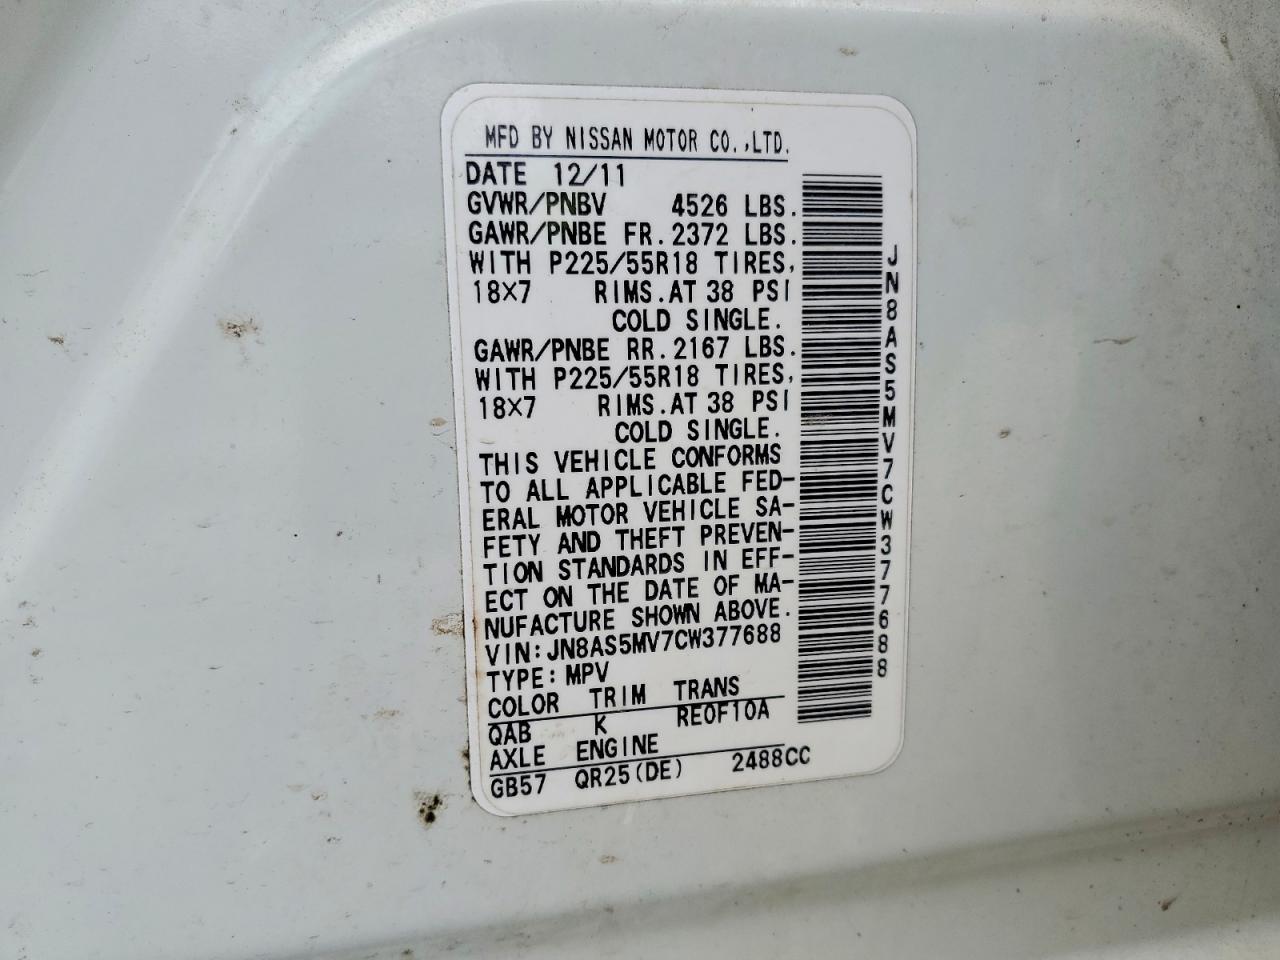 MFD BY NISSAN MOTOR CO.,LTD.
DATE 12/11
GVWR/PNBV 4526 LBS.
GAWR/PNBE FR.2372 LBS.
WITH P225/55R18 TIRES,
18×7 RIMS.AT 38 PSI
COLD SINGLE.
GAWR/PNBE RR.2167 LBS.
WITH P225/55R18 TIRES,
18×7 RIMS.AT 38 PSI
COLD SINGLE.
THIS VEHICLE CONFORMS
TO ALL APPLICABLE FED-
ERAL MOTOR VEHICLE SA-
FETY AND THEFT PREVEN-
TION STANDARDS IN EFF-
ECT ON THE DATE OF MA-
NUFACTURE SHOWN ABOVE.
VIN:JN8AS5MV7CW377688
TYPE:MPV
COLOR TRIM TRANS
QAB K RE0F10A
AXLE ENGINE
GB57 QR25(DE) 2488CC
JN8AS5MV7CW377688